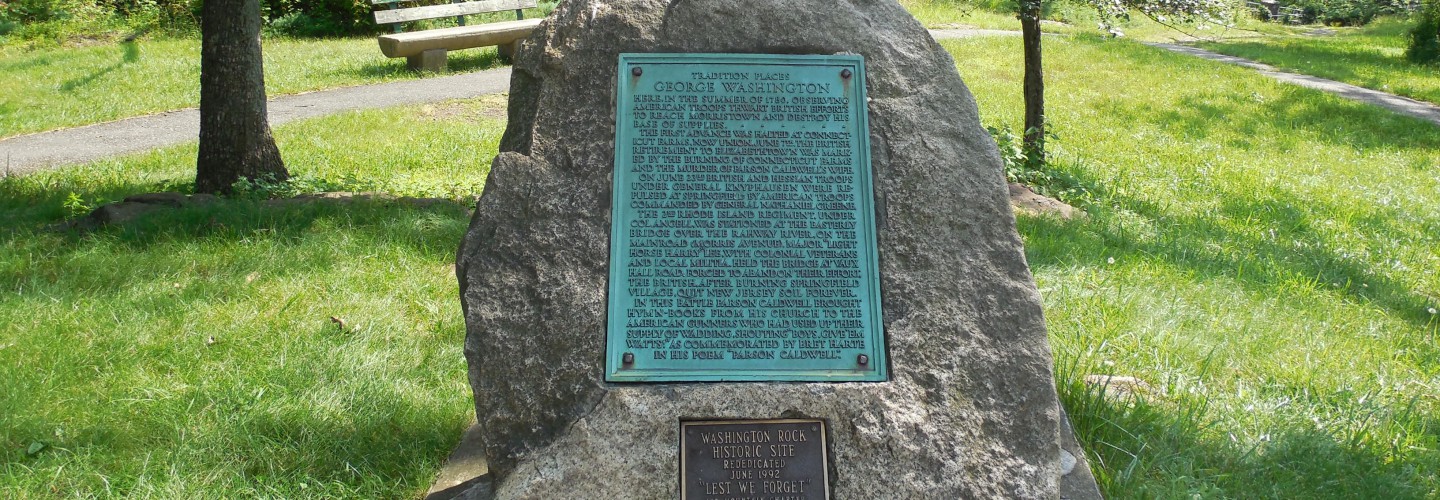 TRADITION PLACES
GEORGE WASHINGTON
HERE, IN THE SUMMER OF 1780, OBSERVING
AMERICAN TROOPS THWART BRITISH EFFORTS
TO REACH MORRISTOWN AND DESTROY HIS
BASE OF SUPPLIES.
THE FIRST ADVANCE WAS HALTED AT CONNECT-
ICUT FARMS, NOW UNION, JUNE 7TH. THE BRITISH
RETIREMENT TO ELIZABETHTOWN WAS MARK-
ED BY THE BURNING OF CONNECTICUT FARMS
AND THE MURDER OF PARSON CALDWELL'S WIFE.
ON JUNE 23RD BRITISH AND HESSIAN TROOPS
UNDER GENERAL KNYPHAUSEN WERE RE-
PULSED AT SPRINGFIELD BY AMERICAN TROOPS
COMMANDED BY GENERAL NATHANIEL GREENE.
THE 2ND RHODE ISLAND REGIMENT, UNDER
COL. ANGELL, WAS STATIONED AT THE EASTERLY
BRIDGE OVER THE RAHWAY RIVER, ON THE
MAIN ROAD (MORRIS AVENUE). MAJOR "LIGHT
HORSE HARRY" LEE, WITH COLONIAL VETERANS
AND LOCAL MILITIA, HELD THE BRIDGE AT VAUX
HALL ROAD. FORCED TO ABANDON THEIR EFFORT,
THE BRITISH, AFTER BURNING SPRINGFIELD
VILLAGE, QUIT NEW JERSEY SOIL FOREVER.
IN THIS BATTLE PARSON CALDWELL BROUGHT
HYMN-BOOKS FROM HIS CHURCH TO THE
AMERICAN GUNNERS WHO HAD USED UP THEIR
SUPPLY OF WADDING, SHOUTING "BOYS, GIVE 'EM
WATTS!" AS COMMEMORATED BY BRET HARTE
IN HIS POEM "PARSON CALDWELL".
WASHINGTON ROCK
HISTORIC SITE
REDEDICATED
JUNE 1992
"LEST WE FORGET"